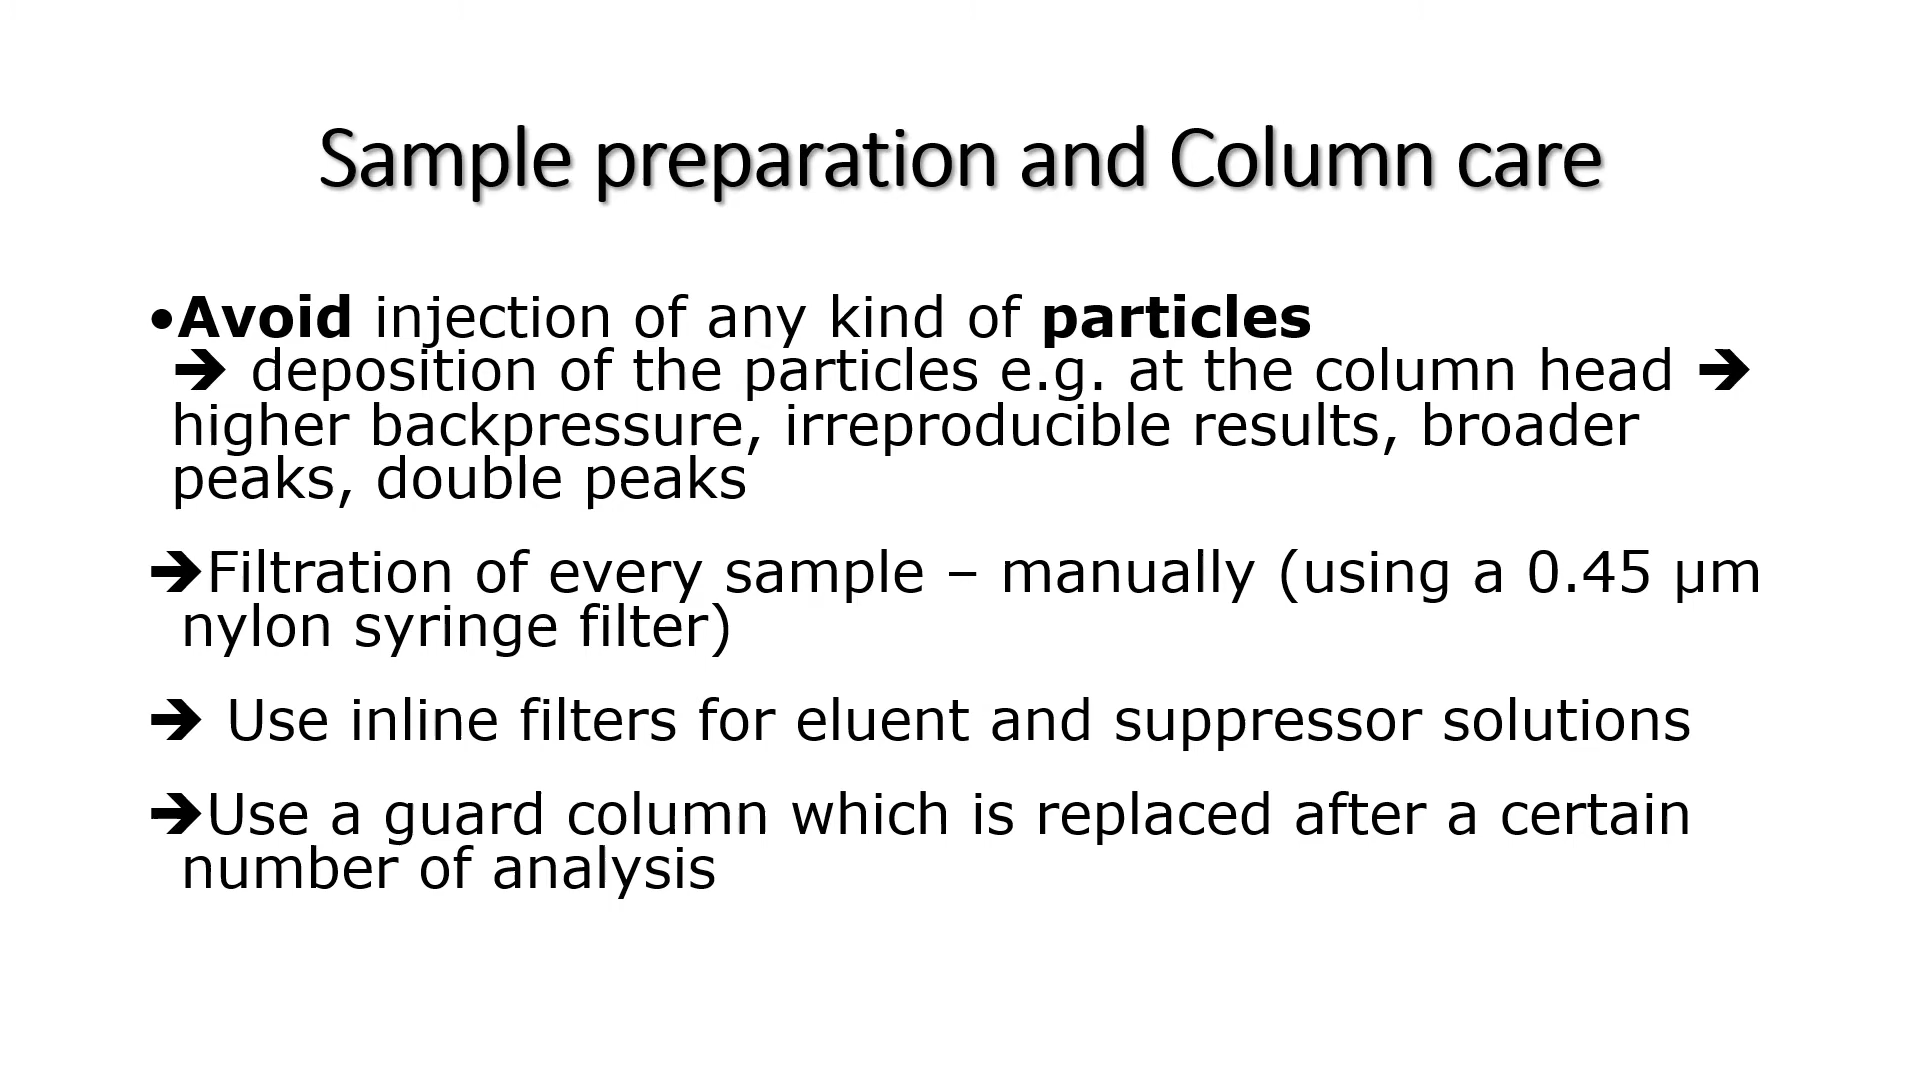 Sample preparation and Column care
•Avoid injection of any kind of particles
➔ deposition of the particles e.g. at the column head ➔
higher backpressure, irreproducible results, broader
peaks, double peaks
➔Filtration of every sample – manually (using a 0.45 µm
nylon syringe filter)
➔ Use inline filters for eluent and suppressor solutions
➔Use a guard column which is replaced after a certain
number of analysis